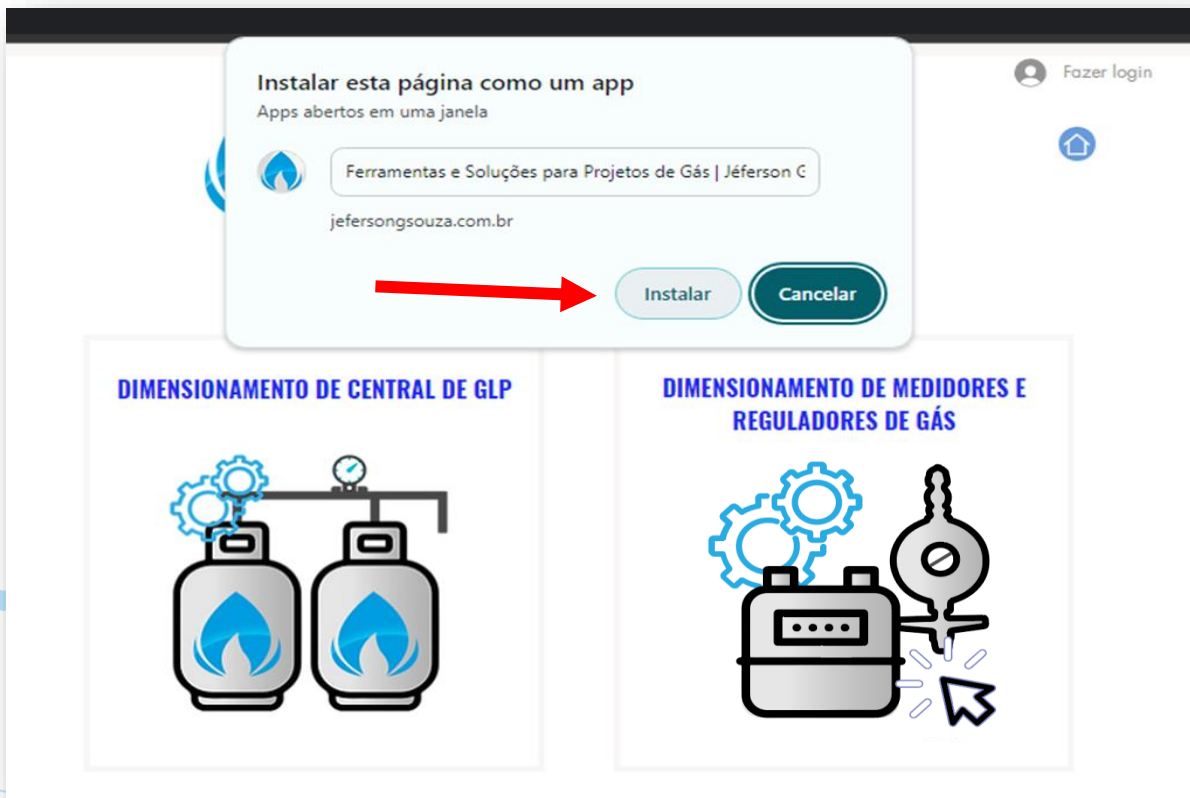 Instalar esta página como um app
Apps abertos em uma janela
Fazer login
Ferramentas e Soluções para Projetos de Gás | Jéferson G
jefersongsouza.com.br
Instalar
Cancelar
DIMENSIONAMENTO DE CENTRAL DE GLP
DIMENSIONAMENTO DE MEDIDORES E
REGULADORES DE GÁS